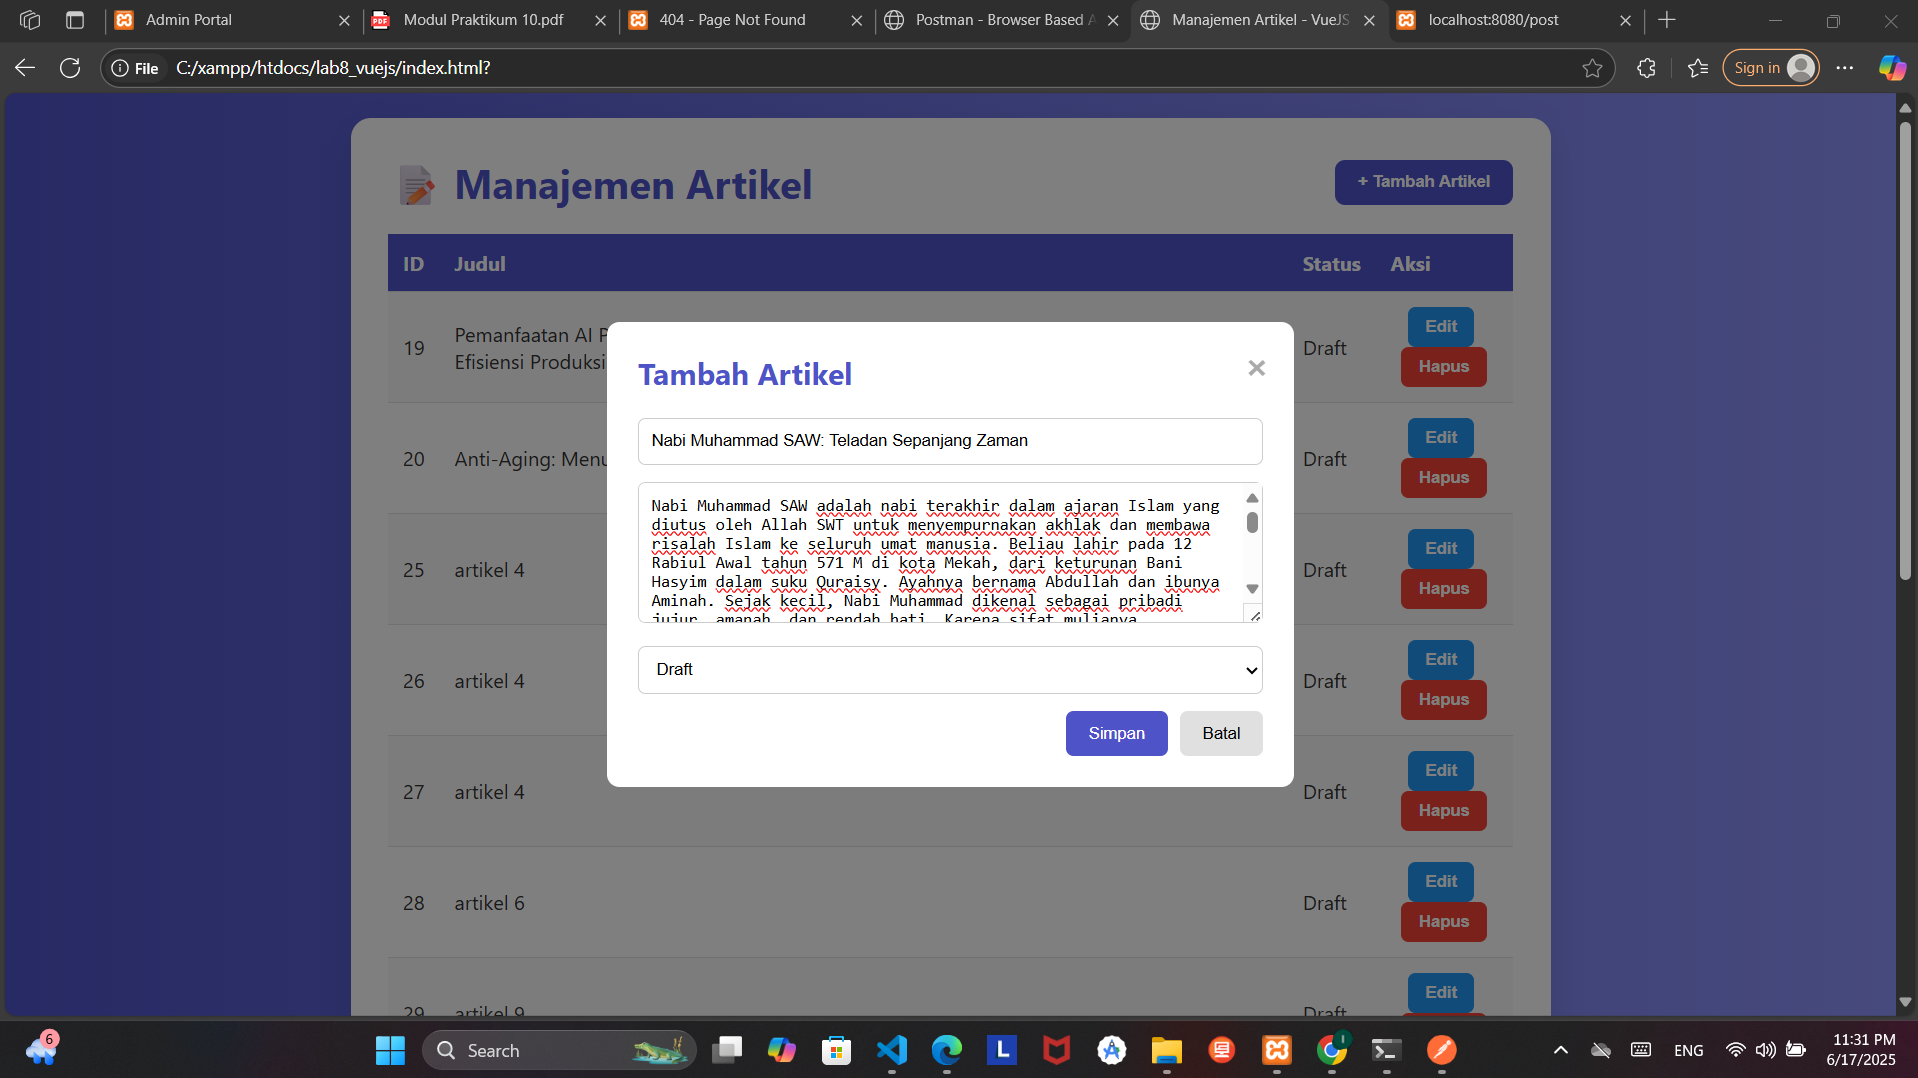 Admin Portal
Modul Praktikum 10.pdf
404 - Page Not Found
Postman - Browser Based A
Manajemen Artikel - VueJS
localhost:8080/post
File
C:/xampp/htdocs/lab8_vuejs/index.html?
Sign in
Manajemen Artikel
+ Tambah Artikel
ID Judul Status Aksi
19
Pemanfaatan AI
Efisiensi Produksi
Draft
Edit
Hapus
20 Anti-Aging: Draft
Edit
Hapus
25 artikel 4 Draft
Edit
Hapus
26 artikel 4 Draft
Edit
Hapus
27 artikel 4 Draft
Edit
Hapus
28 artikel 6 Draft
Edit
Hapus
29 artikel 9 Draft
Edit
Tambah Artikel
×
Nabi Muhammad SAW: Teladan Sepanjang Zaman
Nabi Muhammad SAW adalah nabi terakhir dalam ajaran Islam yang
diutus oleh Allah SWT untuk menyempurnakan akhlak dan membawa
risalah Islam ke seluruh umat manusia. Beliau lahir pada 12
Rabiul Awal tahun 571 M di kota Mekah, dari keturunan Bani
Hasyim dalam suku Quraisy. Ayahnya bernama Abdullah dan ibunya
Aminah. Sejak kecil, Nabi Muhammad dikenal sebagai pribadi
jujur, amanah, dan rendah hati. Karena sifat mulianya
Draft
Simpan
Batal
6
Search
L
ENG
11:31 PM
6/17/2025